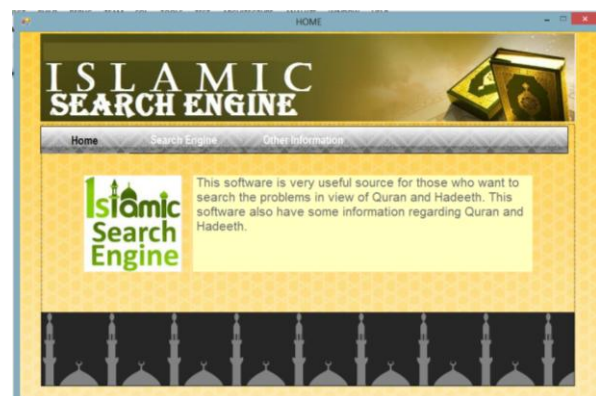 HOME
ISLAMIC
SEARCH ENGINE
Home Search Engine Other Information
Islamic
Search
Engine
This software is very useful source for those who want to
search the problems in view of Quran and Hadeeth. This
software also have some information regarding Quran and
Hadeeth.